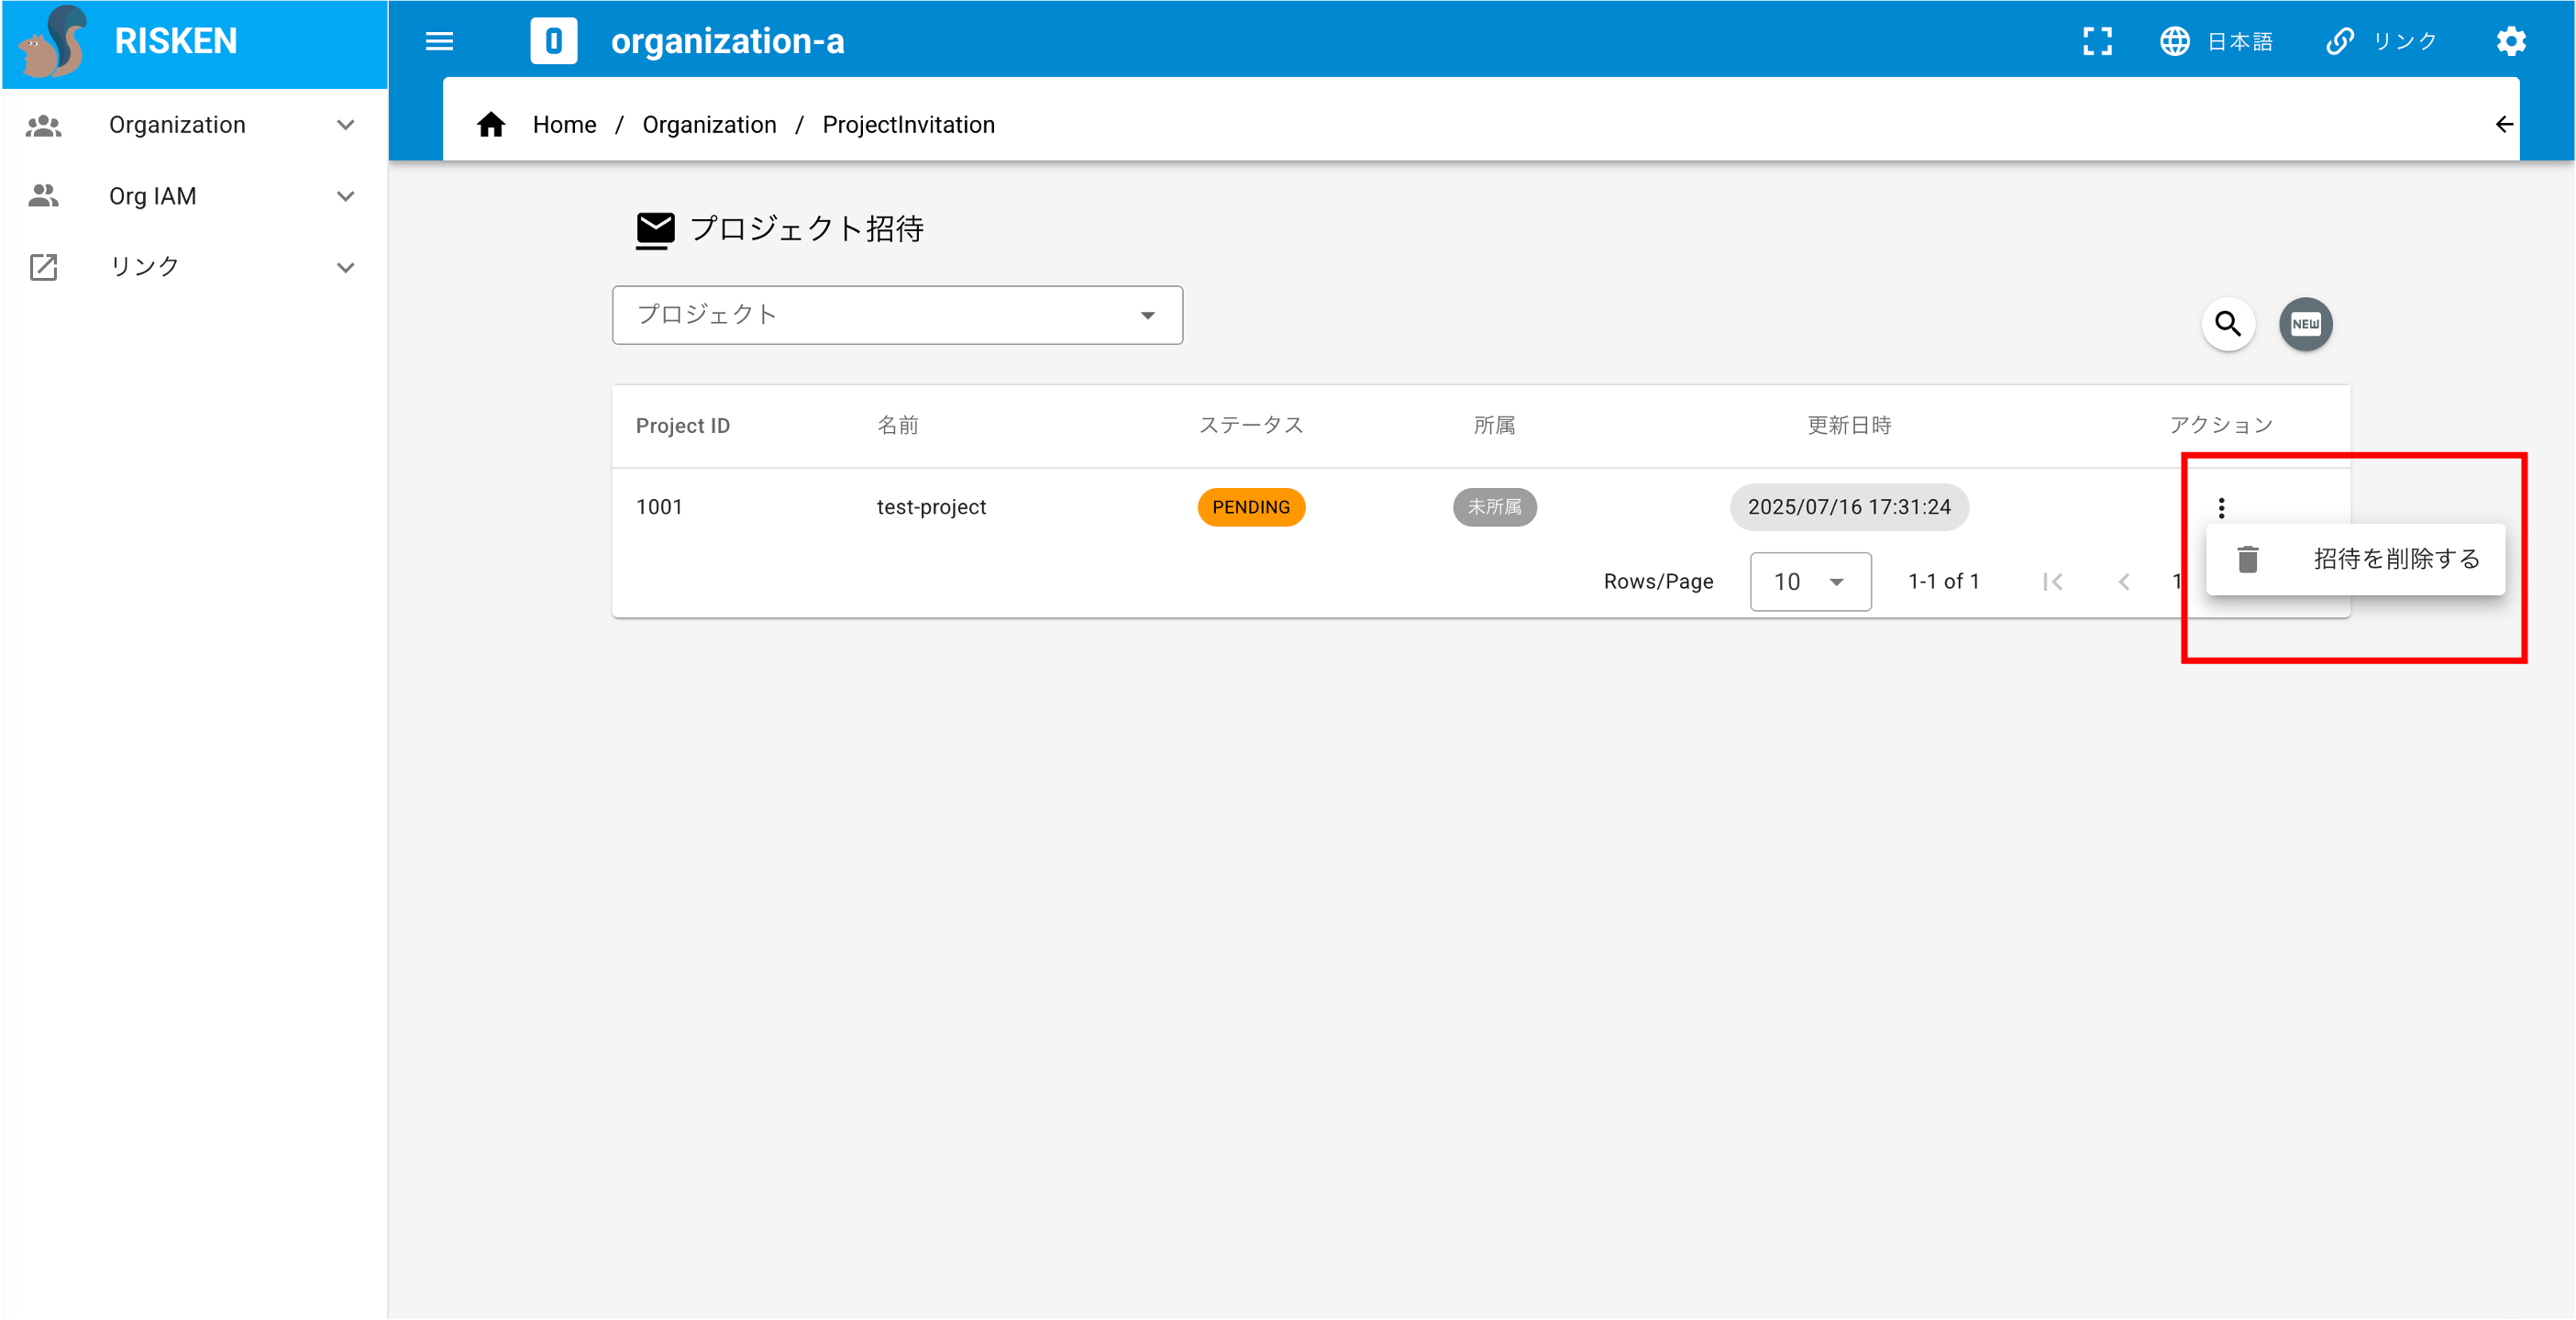 RISKEN
organization-a
日本語
リンク
Organization
Org IAM
リンク
Home / Organization / ProjectInvitation
プロジェクト招待
プロジェクト
NEW
Project ID 名前 ステータス 所属 更新日時 アクション
1001 test-project PENDING 未所属 2025/07/16 17:31:24
招待を削除する
Rows/Page 10 1-1 of 1 1